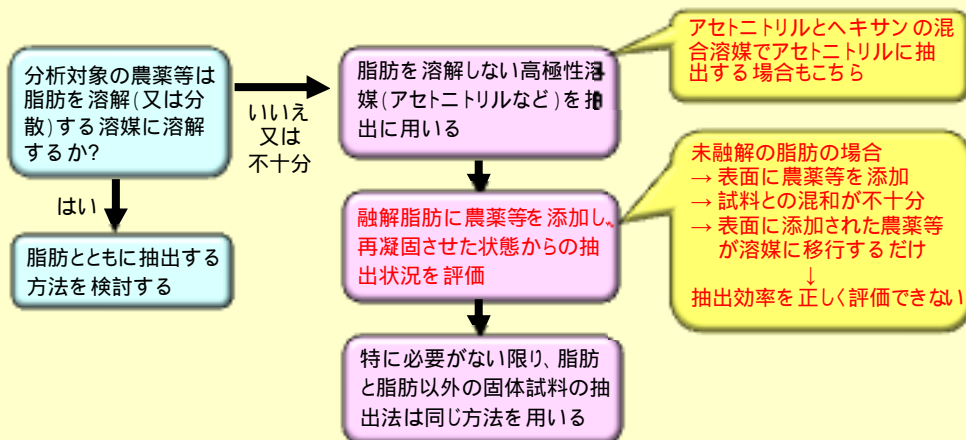 分析対象の農薬等は
脂肪を溶解(又は分
散)する溶媒に溶解
するか?
いいえ
又は
不十分
はい
脂肪とともに抽出する
方法を検討する
脂肪を溶解しない高極性溶
媒(アセトニトリルなど)を抽
出に用いる
アセトニトリルとヘキサンの混
合溶媒でアセトニトリルに抽
出する場合もこちら
融解脂肪に農薬等を添加し、
再凝固させた状態からの抽
出状況を評価
未融解の脂肪の場合
→ 表面に農薬等を添加
→ 試料との混和が不十分
→ 表面に添加された農薬等
が溶媒に移行するだけ
↓
抽出効率を正しく評価できない
特に必要がない限り、脂肪
と脂肪以外の固体試料の抽
出法は同じ方法を用いる